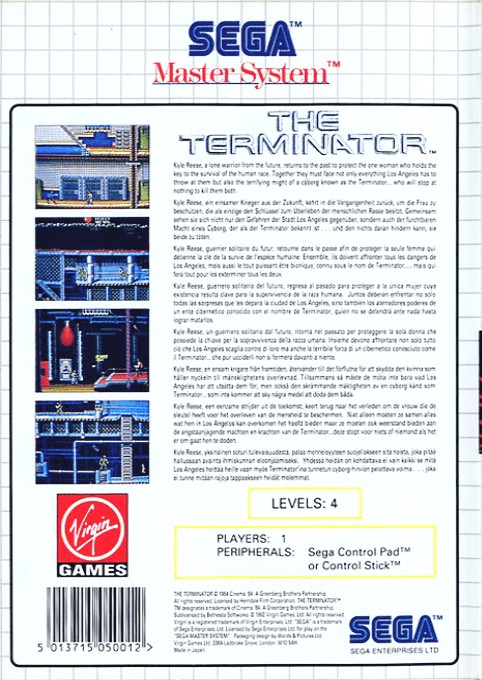 SEGA™
Master System™
THE
TERMINATOR™
Kyle Reese, a lone warrior from the future, returns to the past to protect the one woman who holds the
key to the survival of the human race. Together they must face not only everything Los Angeles has to
throw at them but also the terrifying might of a cyborg known as the Terminator... who will stop at
nothing to kill them both.
Kyle Reese, ein einsamer Krieger aus der Zukunft, kehrt in die Vergangenheit zurück, um die Frau zu
beschützen, die als einzige den Schlüssel zum Überleben der menschlichen Rasse besitzt. Gemeinsam
sehen sie sich nicht nur den Gefahren der Stadt Los Angeles gegenüber, sondern auch der furchtbaren
Macht eines Cyborg, der als der Terminator bekannt ist . . . und den nichts daran hindern kann, sie
beide zu töten.
Kyle Reese, guerrier solitaire du futur, retourne dans le passe afin de protéger la seule femme qui
détienne la clé de la survie de l'espece humaine. Ensemble, ils doivent affronter tous les dangers de
Los Angeles, mais aussi le tout puissant être bionique, connu sous le nom de Terminator.... mais qui
fera tout pour les exterminer tous les deux.
Kyle Reese, guerrero solitario del futuro, regresa al pasado para proteger a la unica mujer cuya
existencia resulta clave para la supervivencia de la raza humana. Juntos deberan enfrentar no sólo
todas las sorpresas que les depara la ciudad de Los Angeles, sino tambien los aterradores poderes de
un ente cibernetico conocido con el nombre de Terminator, quien no se detendrá ante nada hasta
lograr matarlos.
Kyle Reese, un guerriero solitario dal futuro, ritorna nel passato per proteggere la sola donna che
possiede la chiave per la sopravvivenza della razza umana. Insieme devono affrontare non solo tutto
ciò che Los Angeles scaglia contro di loro ma anche la terribile forza di un cibernetico conosciuto come
il Terminator... che pur ucciderli non si fermera davanti a niente.
Kyle Reese, en ensam krigare från framtiden, återvänder till det förflutna för att skydda den kvinna som
håller nyckeln till mänsklighetens överlevnad. Tillsammans så måste de möta inte bara vad Los
Angeles har att utsätta dem för, men också den skrämmande mäktigheten av en cyborg känd som
Terminator... som inte kommer att sky några medel att döda dem båda.
Kyle Reese, een eenzame strijder uit de toekomst, keert terug naar het verleden om de vrouw die de
sleutel heeft voor het overleven van de mensheid te beschermen. Niet alleen moeten ze samen alles
wat hen in Los Angeles kan overkomen het hoofd bieden maar ze moeten ook weerstand bieden aan
de angstaanjagende machten en krachten van de Terminator,. deze stopt voor niets of niemand als het
er om gaat hen te doden.
Kyle Reese, yksinäinen soturi tulevaisuudesta, palaa menneisyyteen suojellakseen sitä naista, joka pitää
hallussaan avainta ihmiskunnan eloonjäämiseksi. Yhdessä heidän on kohdattava ei vain kaikki se mitä
Los Angeles heittää heille vaan myös Terminator'ina tunnetun cyborg-hirviön pelottava voima.... joka
ei tunne mitään rajoja tappaakseen heidät molemmat.
LEVELS: 4
PLAYERS: 1
PERIPHERALS: Sega Control Pad™
or Control Stick™
Virgin
GAMES
THE TERMINATOR © 1984 Cinema '84. A Greenberg Brothers Partnership.
All rights reserved. Licensed by Hemdale Film Corporation. THE TERMINATOR™
TM designates a trademark of Cinema '84. A Greenberg Brothers Partnership.
Sublicensed by Bethesda Softworks. © 1992 Virgin Games Ltd. All rights reserved.
Virgin is a registered trademark of Virgin Enterprises, Ltd. "SEGA" is a trademark
of Sega Enterprises, Ltd. Licensed by Sega Enterprises Ltd. for play on the
"SEGA MASTER SYSTEM". Packaging design by Words & Pictures Ltd.
Virgin Games Ltd. 338A Ladbroke Grove, London, W10 5AH
Made in Japan.
5 013715 050012 >
SEGA™
SEGA ENTERPRISES LTD